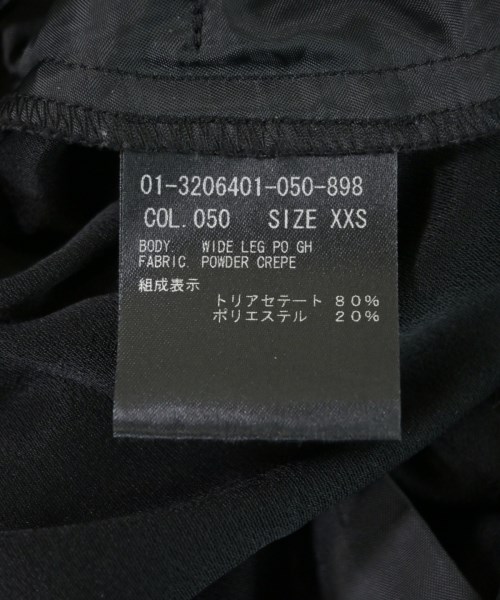 01-3206401-050-898
COL.050 SIZE XXS
BODY. WIDE LEG PO GH
FABRIC. POWDER CREPE
組成表示
トリアセテート 80%
ポリエステル 20%